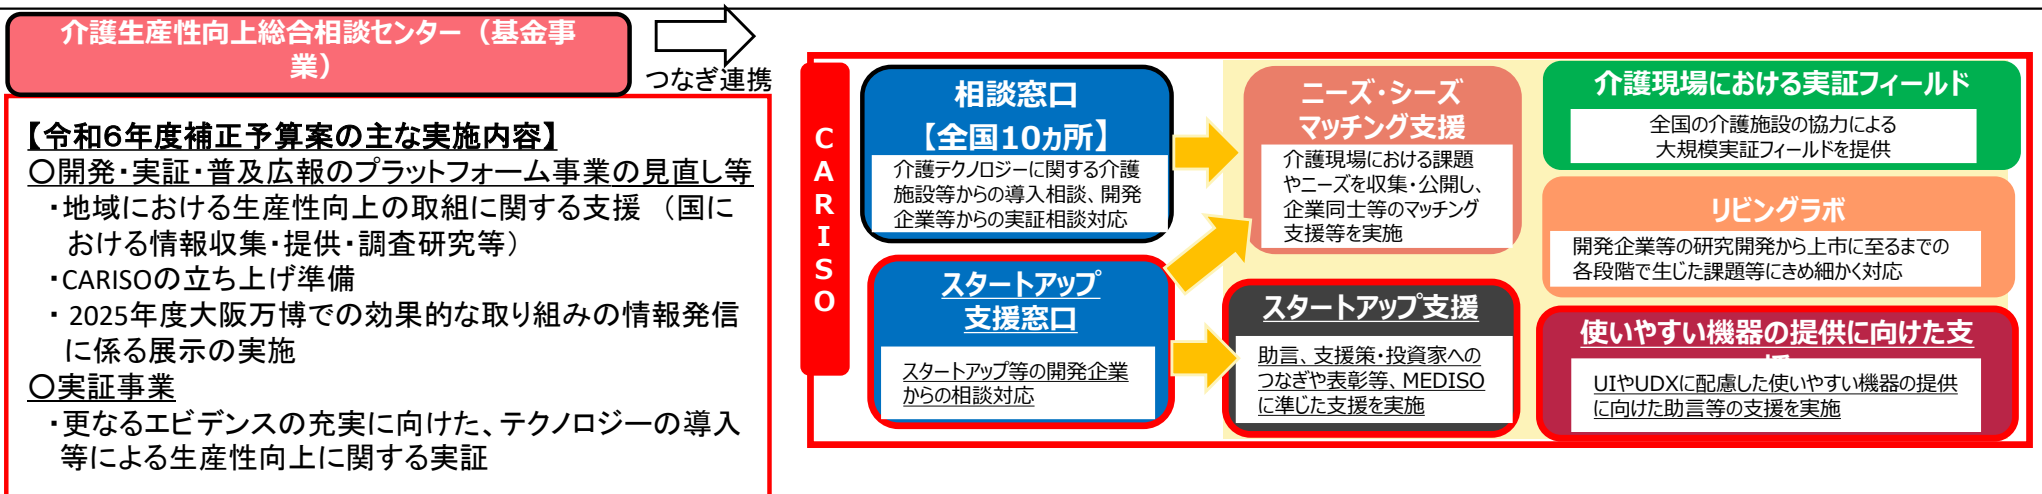 介護生産性向上総合相談センター（基金事
業）
つなぎ連携
【令和６年度補正予算案の主な実施内容】
〇開発・実証・普及広報のプラットフォーム事業の見直し等
・地域における生産性向上の取組に関する支援　（国に
おける情報収集・提供・調査研究等）
・CARISOの立ち上げ準備
・ 2025年度大阪万博での効果的な取り組みの情報発信
に係る展示の実施
〇実証事業
・更なるエビデンスの充実に向けた、テクノロジーの導入
等による生産性向上に関する実証
CARISO
相談窓口
【全国10ヵ所】
介護テクノロジーに関する介護
施設等からの導入相談、開発
企業等からの実証相談対応
スタートアップ
支援窓口
スタートアップ等の開発企業
からの相談対応
ニーズ・シーズ
マッチング支援
介護現場における課題
やニーズを収集・公開し、
企業同士等のマッチング
支援等を実施
スタートアップ支援
助言、支援策・投資家への
つなぎや表彰等、MEDISO
に準じた支援を実施
介護現場における実証フィールド
全国の介護施設の協力による
大規模実証フィールドを提供
リビングラボ
開発企業等の研究開発から上市に至るまでの
各段階で生じた課題等にきめ細かく対応
使いやすい機器の提供に向けた支
UIやUDXに配慮した使いやすい機器の提供
に向けた助言等の支援を実施